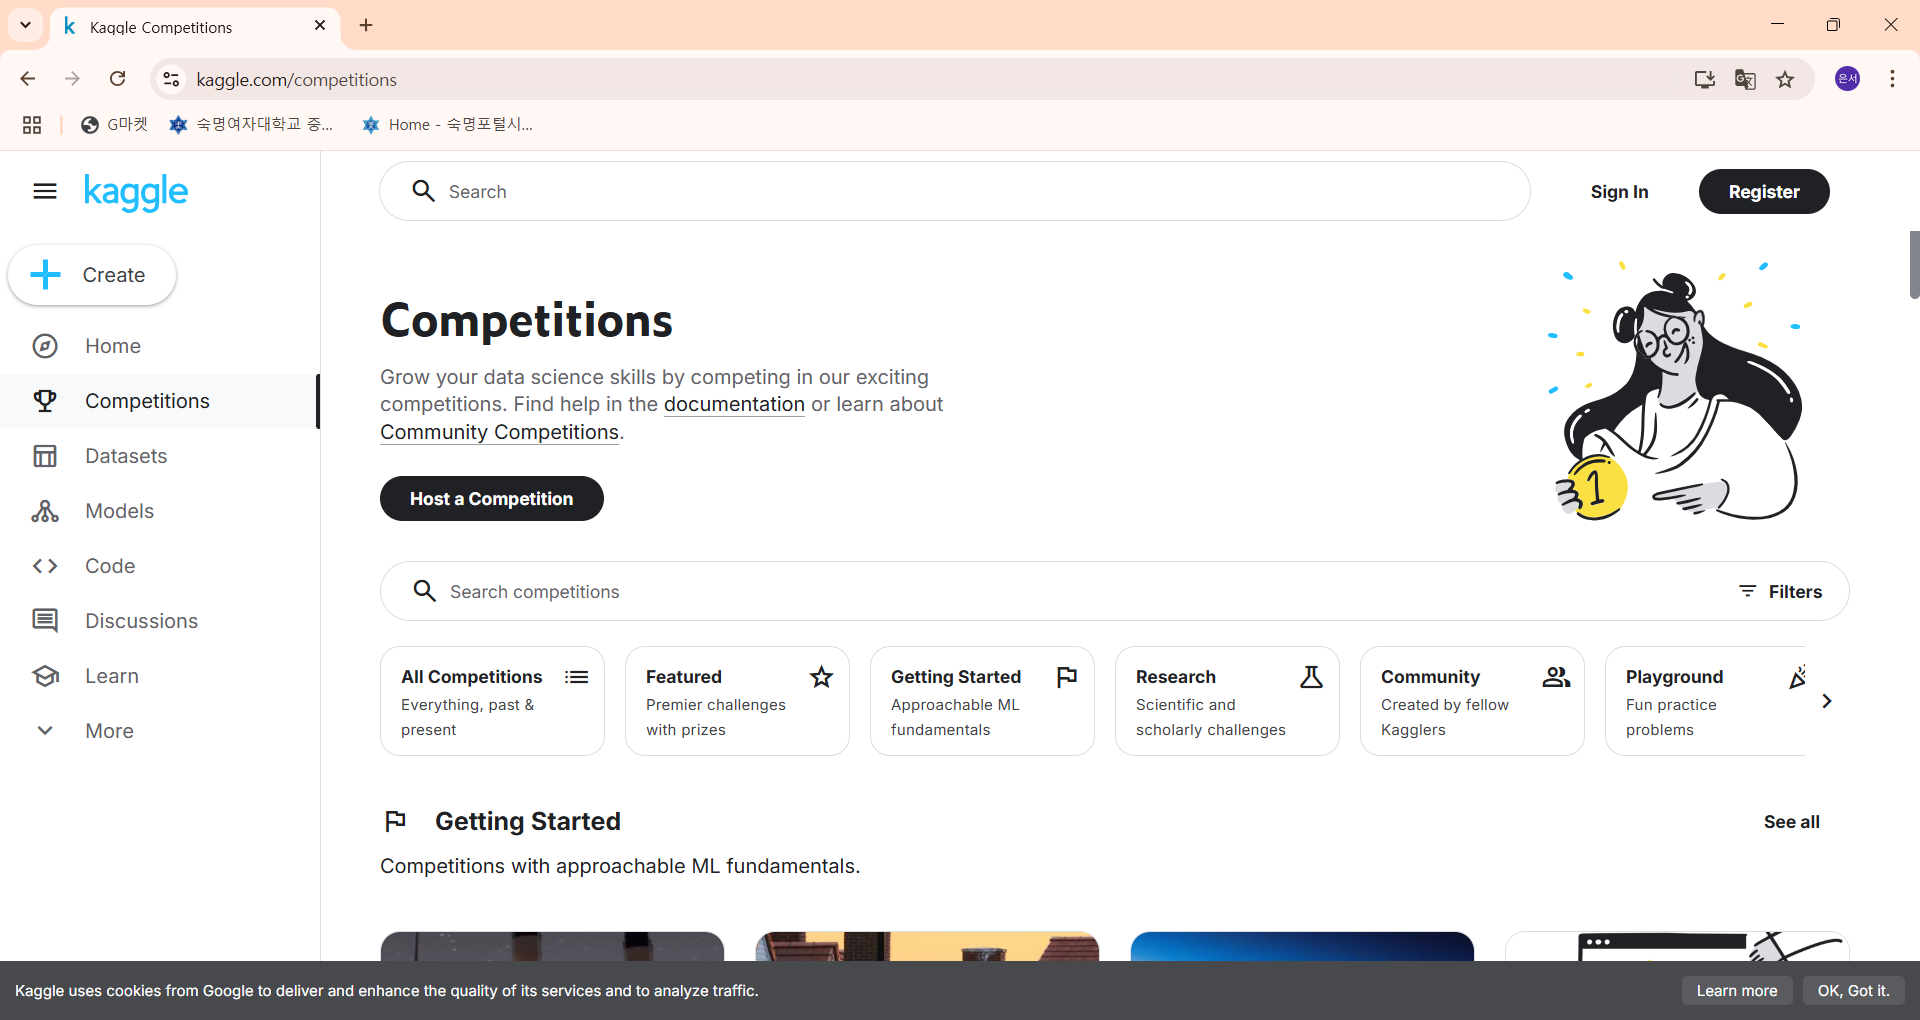 Kaggle Competitions
kaggle.com/competitions
은서
G마켓
숙명여자대학교 중...
Home - 숙명포털시...
kaggle
Search
Sign In
Register
Create
Home
Competitions
Datasets
Models
Code
Discussions
Learn
More
Competitions
Grow your data science skills by competing in our exciting
competitions. Find help in the documentation or learn about
Community Competitions.
Host a Competition
1
Search competitions
Filters
All Competitions
Everything, past &
present
Featured
Premier challenges
with prizes
Getting Started
Approachable ML
fundamentals
Research
Scientific and
scholarly challenges
Community
Created by fellow
Kagglers
Playground
Fun practice
problems
Getting Started
See all
Competitions with approachable ML fundamentals.
Kaggle uses cookies from Google to deliver and enhance the quality of its services and to analyze traffic.
Learn more
OK, Got it.